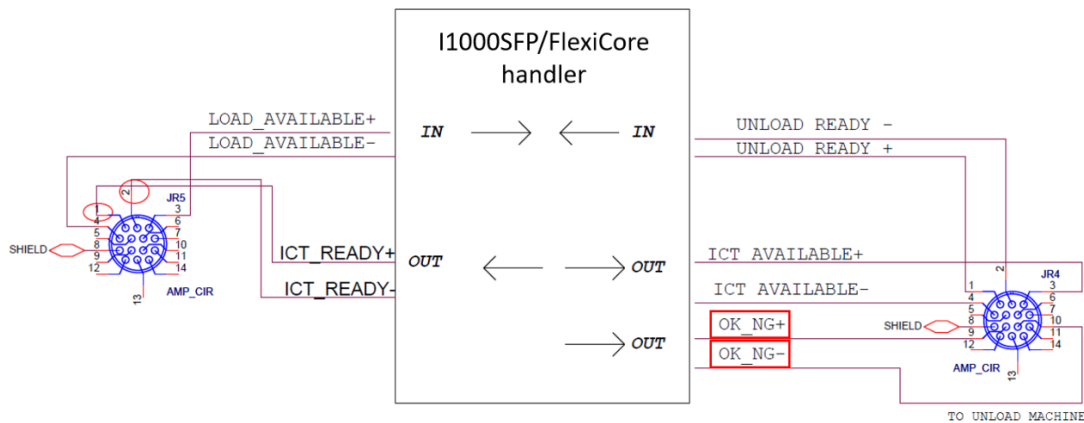 I1000SFP/FlexiCore
handler
LOAD_AVAILABLE+
LOAD_AVAILABLE-
IN
IN
UNLOAD READY -
UNLOAD READY +
2
JR5
1
3
4
6
5
7
SHIELD
8
10
9
11
12
14
13
AMP_CIR
ICT_READY+
ICT_READY-
OUT
OUT
OUT
ICT AVAILABLE+
ICT AVAILABLE-
OK_NG+
OK_NG-
2
JR4
1
3
4
6
5
7
SHIELD
8
10
9
11
12
14
13
AMP_CIR
TO UNLOAD MACHINE